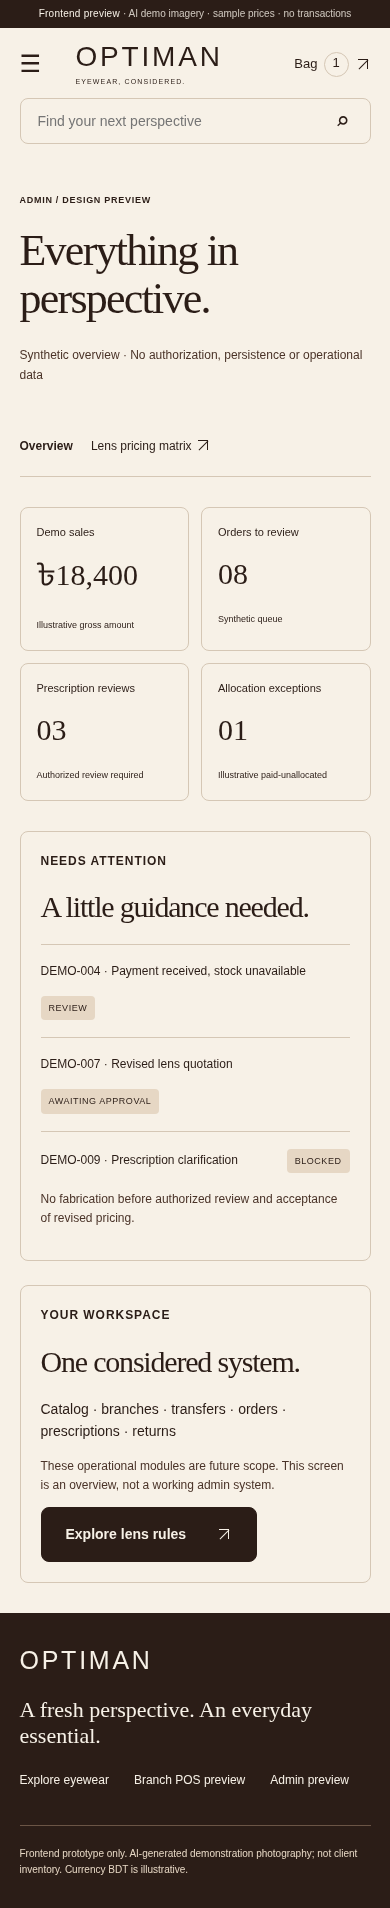 Frontend preview · AI demo imagery · sample prices · no transactions
OPTIMAN
EYEWEAR, CONSIDERED.
Bag 1
Find your next perspective
ADMIN / DESIGN PREVIEW
Everything in
perspective.
Synthetic overview · No authorization, persistence or operational
data
Overview Lens pricing matrix
Demo sales
৳18,400
Illustrative gross amount
Orders to review
08
Synthetic queue
Prescription reviews
03
Authorized review required
Allocation exceptions
01
Illustrative paid-unallocated
NEEDS ATTENTION
A little guidance needed.
DEMO-004 · Payment received, stock unavailable
REVIEW
DEMO-007 · Revised lens quotation
AWAITING APPROVAL
DEMO-009 · Prescription clarification BLOCKED
No fabrication before authorized review and acceptance
of revised pricing.
YOUR WORKSPACE
One considered system.
Catalog · branches · transfers · orders ·
prescriptions · returns
These operational modules are future scope. This screen
is an overview, not a working admin system.
Explore lens rules
OPTIMAN
A fresh perspective. An everyday
essential.
Explore eyewear Branch POS preview Admin preview
Frontend prototype only. AI-generated demonstration photography; not client
inventory. Currency BDT is illustrative.